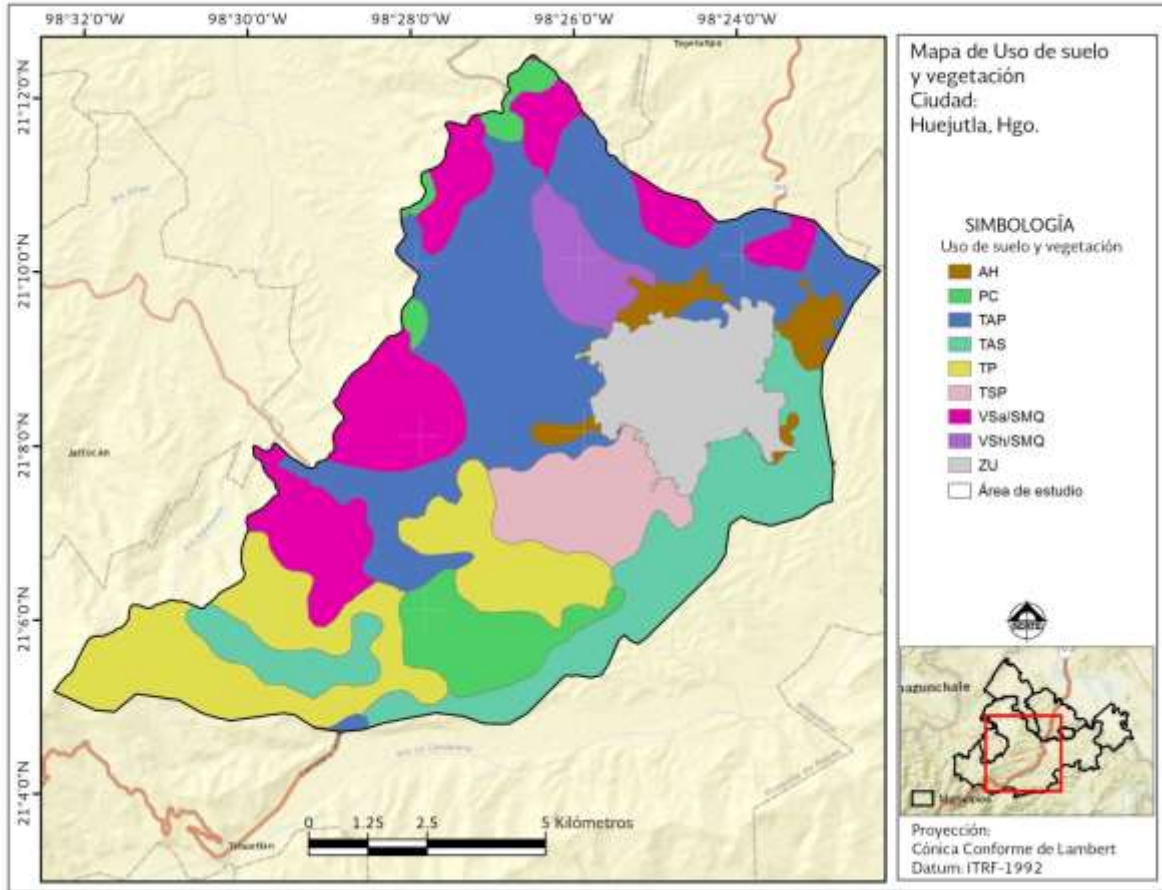 98°32'0"W 98°30'0"W 98°28'0"W 98°26'0"W 98°24'0"W
21°12'0"N
21°10'0"N
21°8'0"N
21°6'0"N
21°4'0"N
Jaltocán
0 1.25 2.5 5 Kilómetros
Mapa de Uso de suelo
y vegetación
Ciudad:
Huejutla, Hgo.
SIMBOLOGÍA
Uso de suelo y vegetación
AH
PC
TAP
TAS
TP
TSP
VSa/SMQ
VSh/SMQ
ZU
Área de estudio
NORTE
Municipios
Proyección:
Cónica Conforme de Lambert
Datum: ITRF-1992